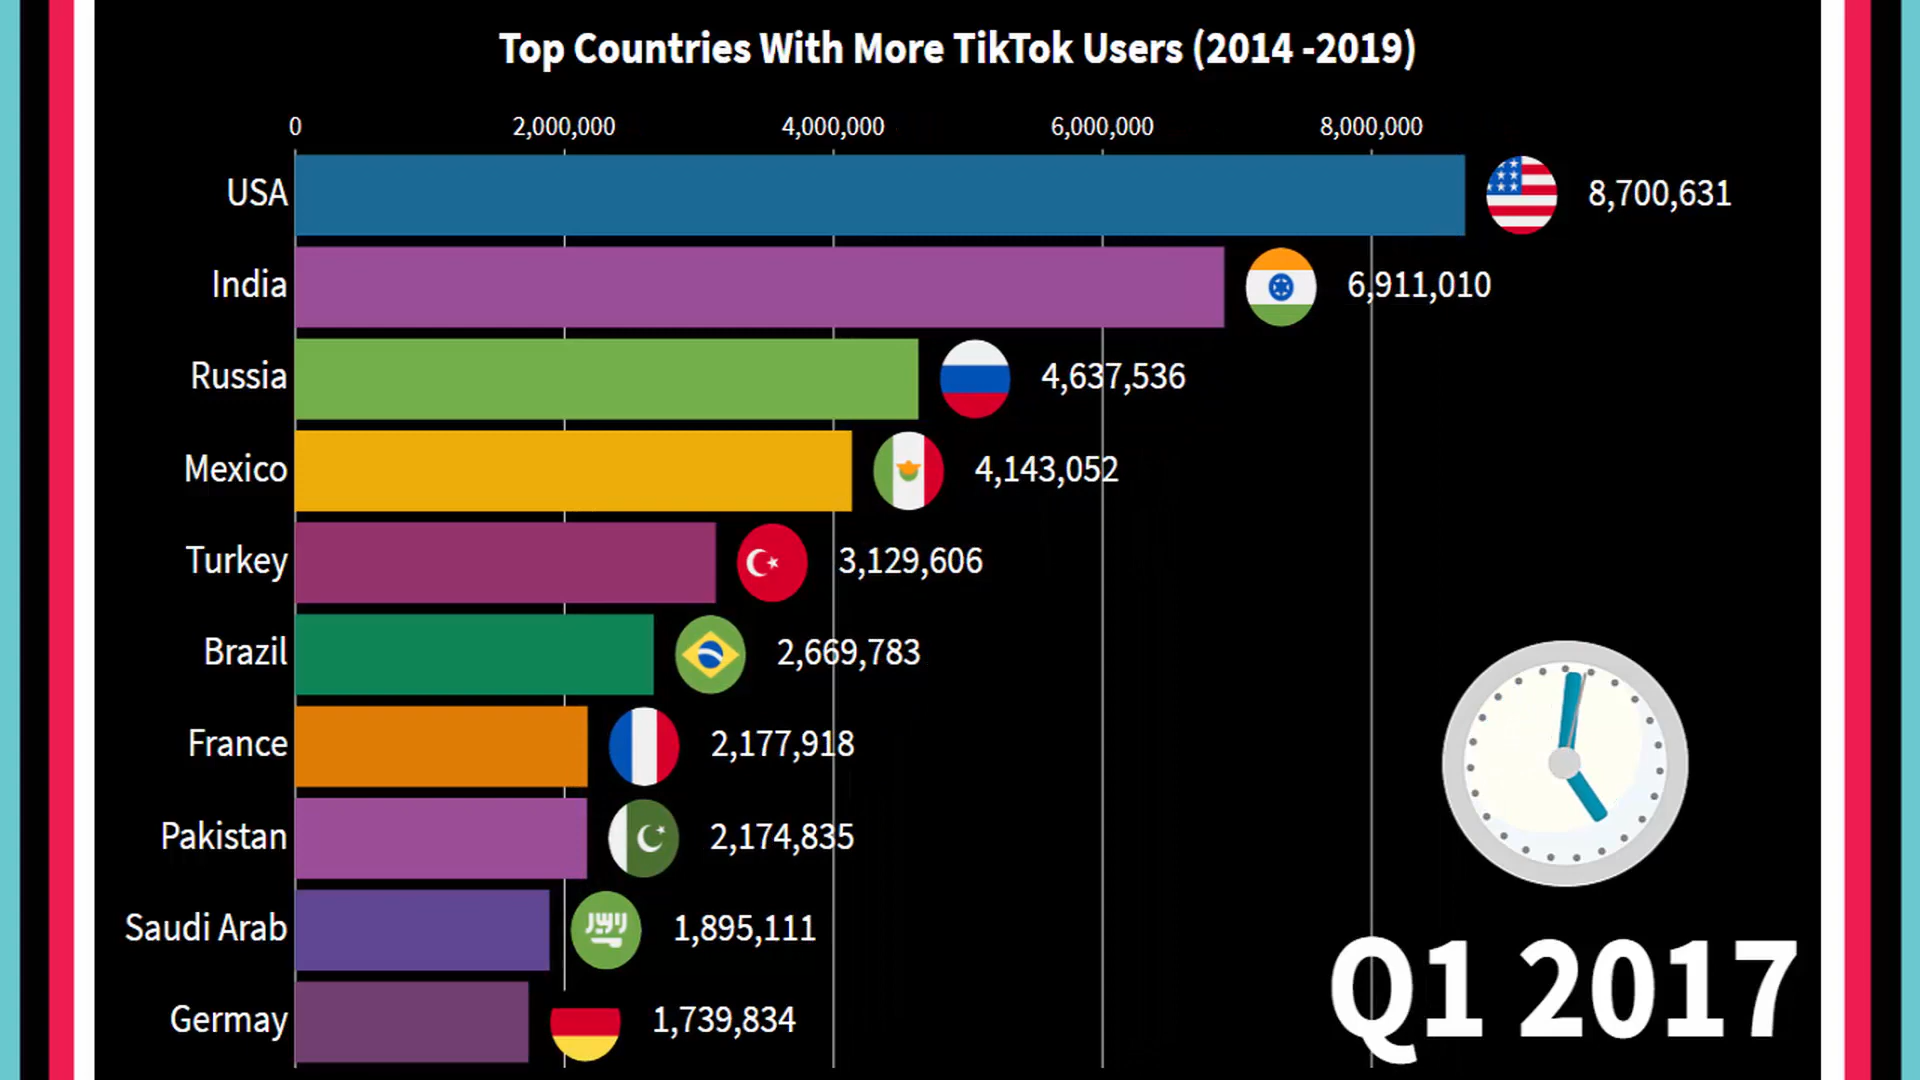 Top Countries With More TikTok Users (2014 -2019)
0 2,000,000 4,000,000 6,000,000 8,000,000
USA 8,700,631
India 6,911,010
Russia 4,637,536
Mexico 4,143,052
Turkey 3,129,606
Brazil 2,669,783
France 2,177,918
Pakistan 2,174,835
Saudi Arab 1,895,111
Germay 1,739,834
Q1 2017